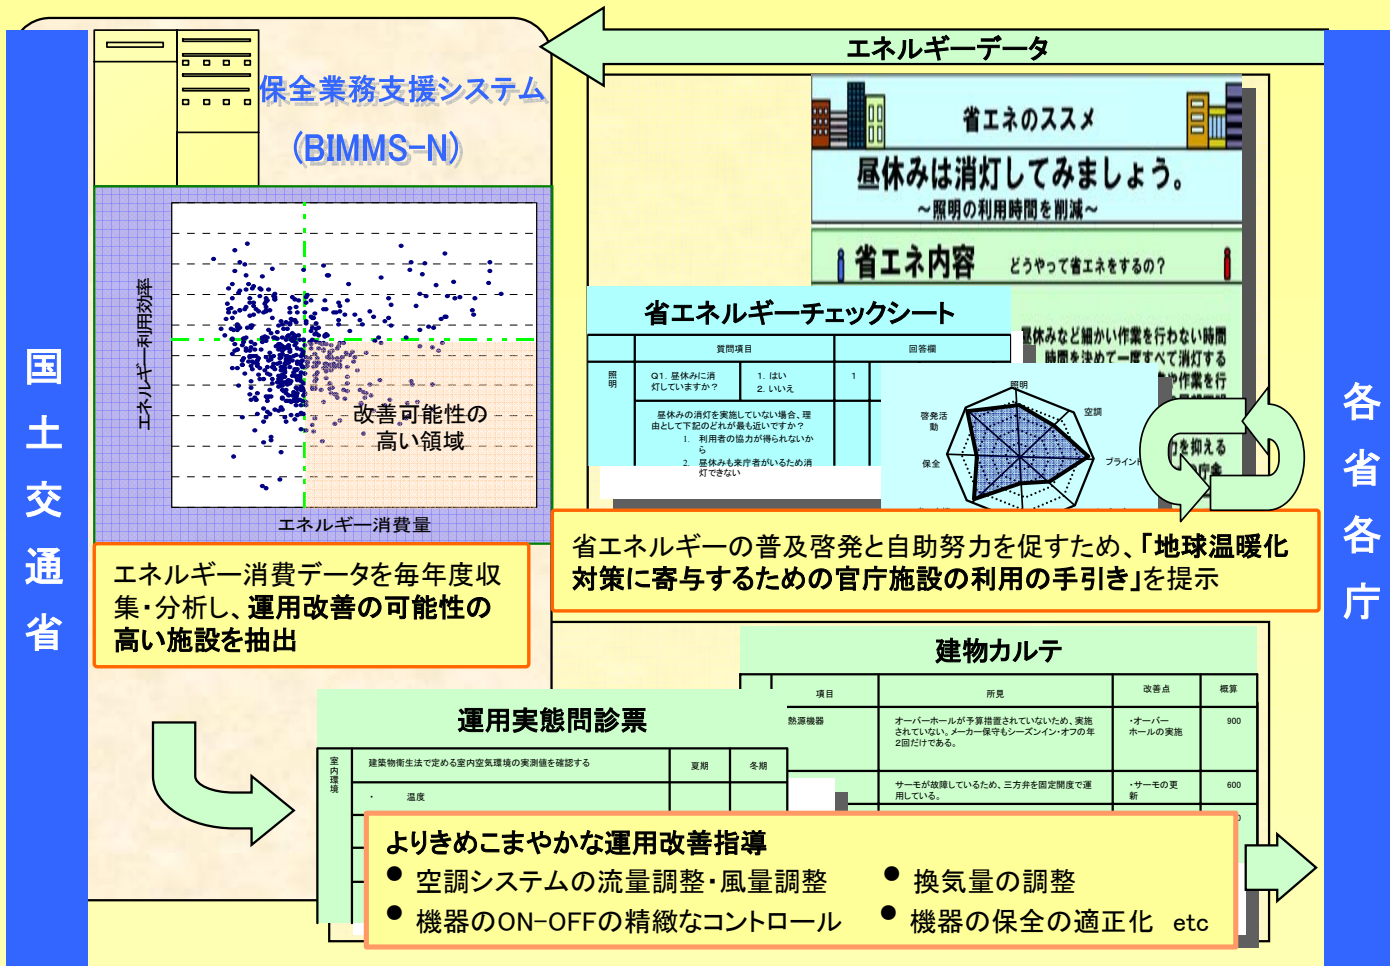 国土交通省
各省各庁
エネルギーデータ
保全業務支援システム
(BIMMS-N)
エネルギー利用効率
改善可能性の
高い領域
エネルギー消費量
エネルギー消費データを毎年度収
集・分析し、運用改善の可能性の
高い施設を抽出
省エネのススメ
昼休みは消灯してみましょう。
～照明の利用時間を削減～
省エネ内容 どうやって省エネをするの？
昼休みなど細かい作業を行わない時間
時間を決めて一度すべて消灯する
作業を行
力を抑える
省エネルギーチェックシート
質問項目 回答欄
照明
Q1. 昼休みに消
灯していますか？
1. はい
2. いいえ
1
昼休みの消灯を実施していない場合、理
由として下記のどれが最も近いですか？
1. 利用者の協力が得られないか
ら
2. 昼休みも来庁者がいるため消
灯できない
照明
空調
ブラインド
保全
啓発活
動
省エネルギーの普及啓発と自助努力を促すため、「地球温暖化
対策に寄与するための官庁施設の利用の手引き」を提示
建物カルテ
項目 所見 改善点 概算
熱源機器
オーバーホールが予算措置されていないため、実施
されていない。メーカー保守もシーズンイン・オフの年
2回だけである。
・オーバー
ホールの実施
900
サーモが故障しているため、三方弁を固定開度で運
用している。
・サーモの更
新
600
運用実態問診票
室内環境
建築物衛生法で定める室内空気環境の実測値を確認する 夏期 冬期
・ 温度
よりきめこまやかな運用改善指導
● 空調システムの流量調整・風量調整 ● 換気量の調整
● 機器のON-OFFの精緻なコントロール ● 機器の保全の適正化 etc